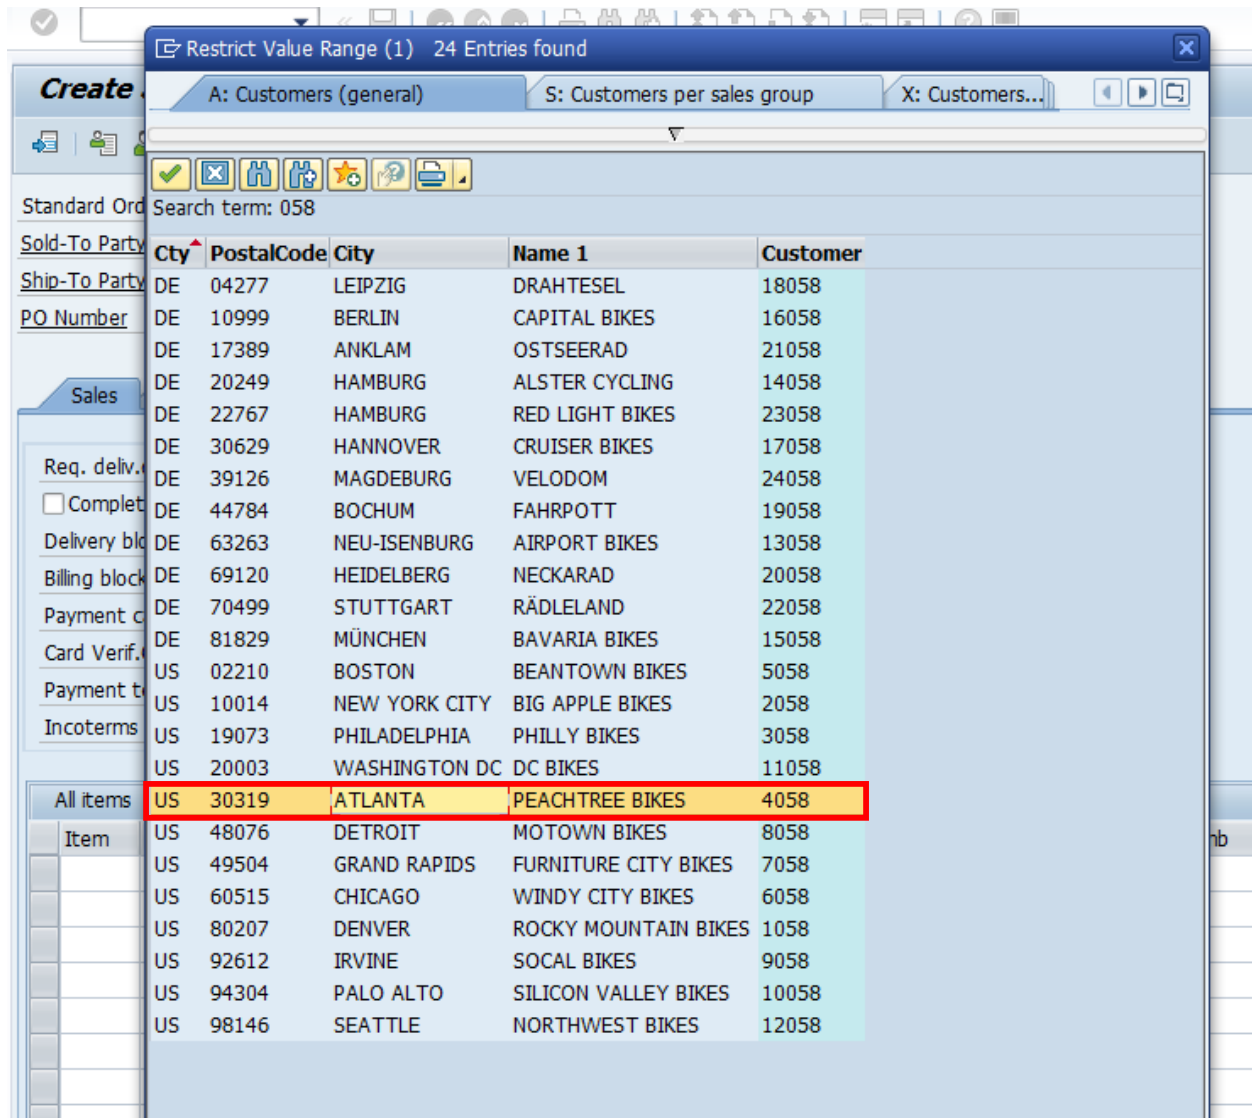 Restrict Value Range (1) 24 Entries found
Create
A: Customers (general) S: Customers per sales group X: Customers...
Standard Ord
Search term: 058
Sold-To Party
Ship-To Party
PO Number
Cty PostalCode City Name 1 Customer
DE 04277 LEIPZIG DRAHTESEL 18058
DE 10999 BERLIN CAPITAL BIKES 16058
DE 17389 ANKLAM OSTSEERAD 21058
DE 20249 HAMBURG ALSTER CYCLING 14058
DE 22767 HAMBURG RED LIGHT BIKES 23058
DE 30629 HANNOVER CRUISER BIKES 17058
DE 39126 MAGDEBURG VELODOM 24058
DE 44784 BOCHUM FAHRPOTT 19058
DE 63263 NEU-ISENBURG AIRPORT BIKES 13058
DE 69120 HEIDELBERG NECKARAD 20058
DE 70499 STUTTGART RÄDLELAND 22058
DE 81829 MÜNCHEN BAVARIA BIKES 15058
US 02210 BOSTON BEANTOWN BIKES 5058
US 10014 NEW YORK CITY BIG APPLE BIKES 2058
US 19073 PHILADELPHIA PHILLY BIKES 3058
US 20003 WASHINGTON DC DC BIKES 11058
US 30319 ATLANTA PEACHTREE BIKES 4058
US 48076 DETROIT MOTOWN BIKES 8058
US 49504 GRAND RAPIDS FURNITURE CITY BIKES 7058
US 60515 CHICAGO WINDY CITY BIKES 6058
US 80207 DENVER ROCKY MOUNTAIN BIKES 1058
US 92612 IRVINE SOCAL BIKES 9058
US 94304 PALO ALTO SILICON VALLEY BIKES 10058
US 98146 SEATTLE NORTHWEST BIKES 12058
Sales
Req. deliv.
Complet
Delivery blo
Billing block
Payment c
Card Verif.
Payment t
Incoterms
All items
Item